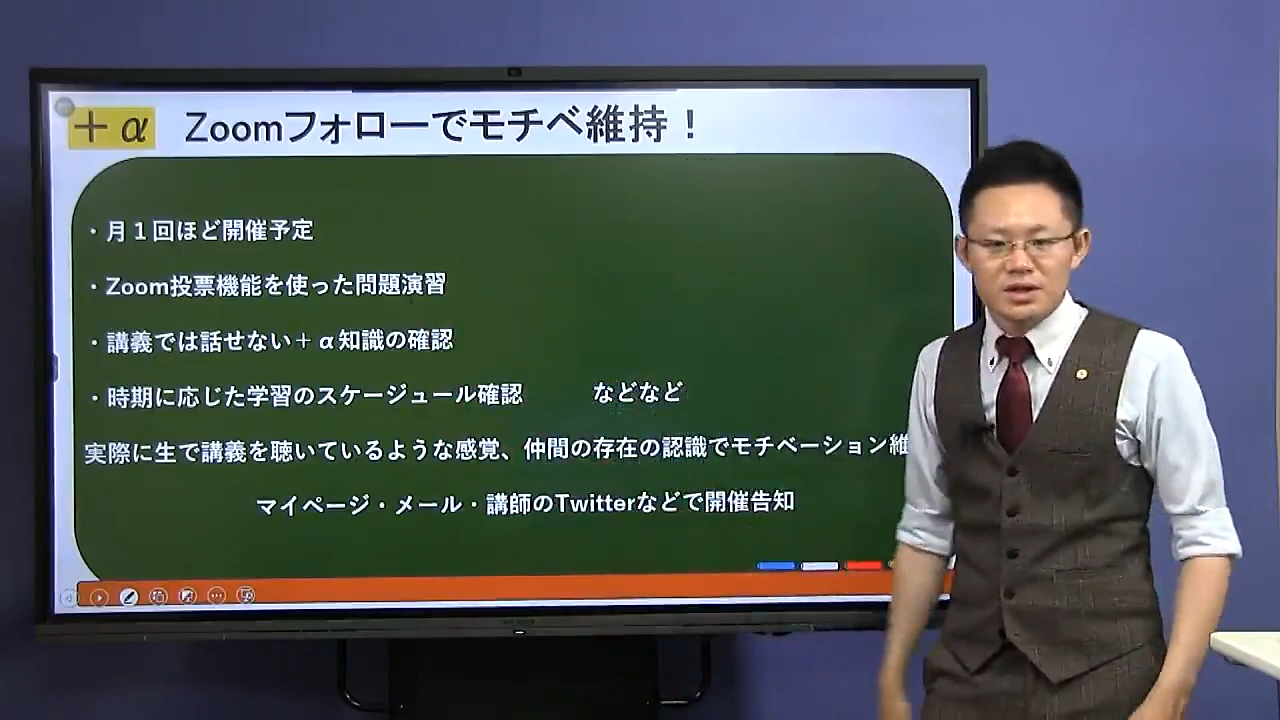 ＋α Zoomフォローでモチベ維持！
・月１回ほど開催予定
・Zoom投票機能を使った問題演習
・講義では話せない＋α知識の確認
・時期に応じた学習のスケージュール確認 などなど
実際に生で講義を聴いているような感覚、仲間の存在の認識でモチベーション維
マイページ・メール・講師のTwitterなどで開催告知